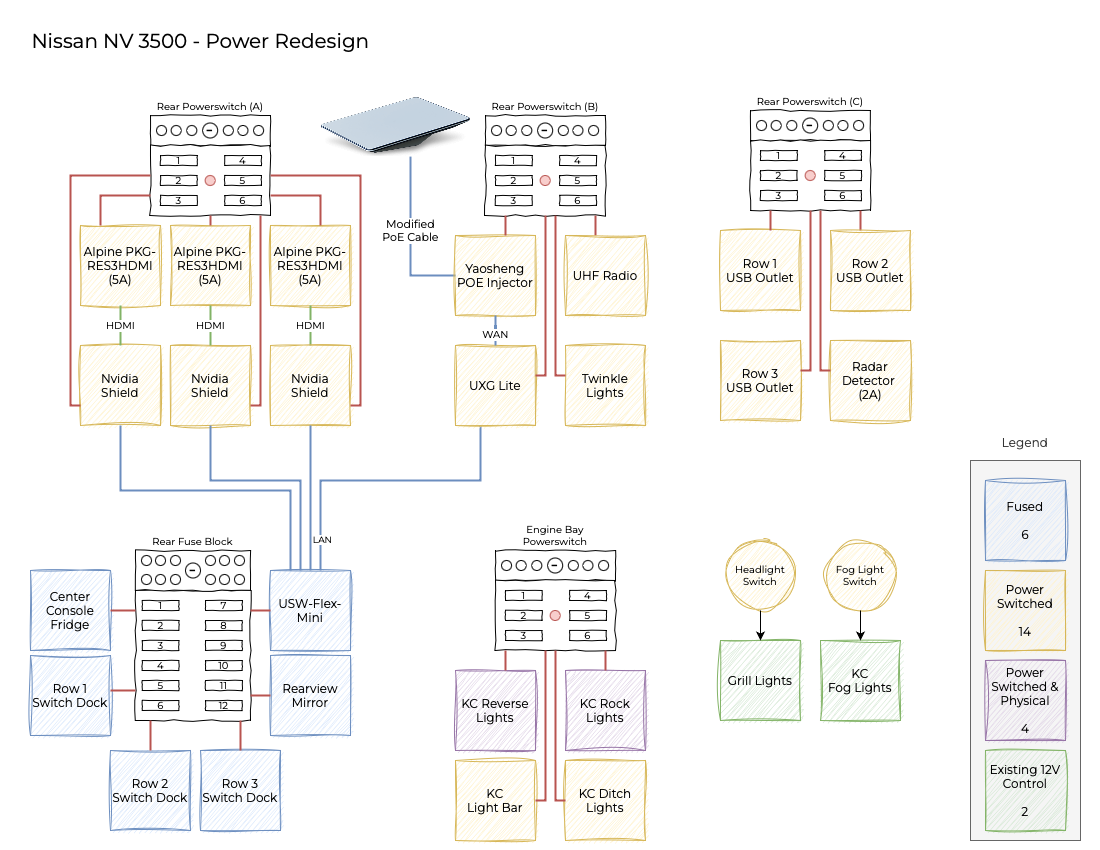 Nissan NV 3500 - Power Redesign
Rear Powerswitch (A)
1
4
2
5
3
6
Rear Powerswitch (B)
1
4
2
5
3
6
Rear Powerswitch (C)
1
4
2
5
3
6
Modified
PoE Cable
Alpine PKG-
RES3HDMI
(5A)
Alpine PKG-
RES3HDMI
(5A)
Alpine PKG-
RES3HDMI
(5A)
Yaosheng
POE Injector
UHF Radio
Row 1
USB Outlet
Row 2
USB Outlet
HDMI
HDMI
HDMI
WAN
Nvidia
Shield
Nvidia
Shield
Nvidia
Shield
UXG Lite
Twinkle
Lights
Row 3
USB Outlet
Radar
Detector
(2A)
LAN
Rear Fuse Block
1
7
2
8
3
9
4
10
5
11
6
12
Center
Console
Fridge
USW-Flex-
Mini
Row 1
Switch Dock
Rearview
Mirror
Row 2
Switch Dock
Row 3
Switch Dock
Engine Bay
Powerswitch
1
4
2
5
3
6
KC Reverse
Lights
KC Rock
Lights
KC
Light Bar
KC Ditch
Lights
Headlight
Switch
Fog Light
Switch
Grill Lights
KC
Fog Lights
Legend
Fused
6
Power
Switched
14
Power
Switched &
Physical
4
Existing 12V
Control
2